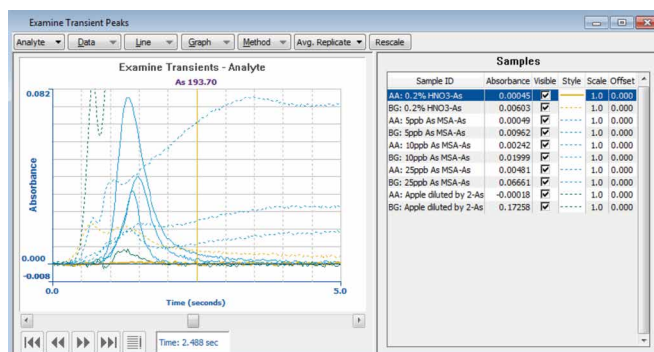 Examine Transient Peaks
Analyte Data Line Graph Method Avg. Replicate Rescale
Examine Transients - Analyte
As 193.70
0.082
Absorbance
0.000
-0.008
0.0 5.0
Time (seconds)
Time: 2.488 sec
Samples
Sample ID Absorbance Visible Style Scale Offset
AA: 0.2% HNO3-As 0.00045 1.0 0.000
BG: 0.2% HNO3-As 0.00603 1.0 0.000
AA: 5ppb As MSA-As 0.00049 1.0 0.000
BG: 5ppb As MSA-As 0.00962 1.0 0.000
AA: 10ppb As MSA-As 0.00242 1.0 0.000
BG: 10ppb As MSA-As 0.01999 1.0 0.000
AA: 25ppb As MSA-As 0.00481 1.0 0.000
BG: 25ppb As MSA-As 0.06661 1.0 0.000
AA: Apple diluted by 2-As -0.00018 1.0 0.000
BG: Apple diluted by 2-As 0.17258 1.0 0.000